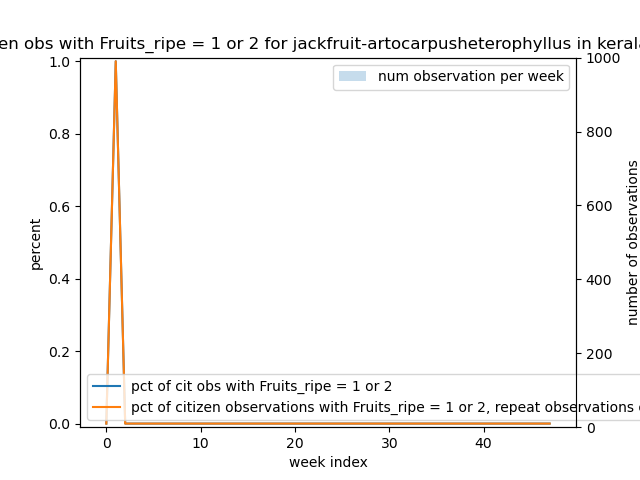 obs with Fruits_ripe = 1 or 2 for jackfruit-artocarpusheterophyllus in
num observation per week
1.0
0.8
0.6
0.4
0.2
0.0
percent
1000
800
600
400
200
0
number of observations
pct of cit obs with Fruits_ripe = 1 or 2
pct of citizen observations with Fruits_ripe = 1 or 2, repeat observations
0 10 20 30 40
week index